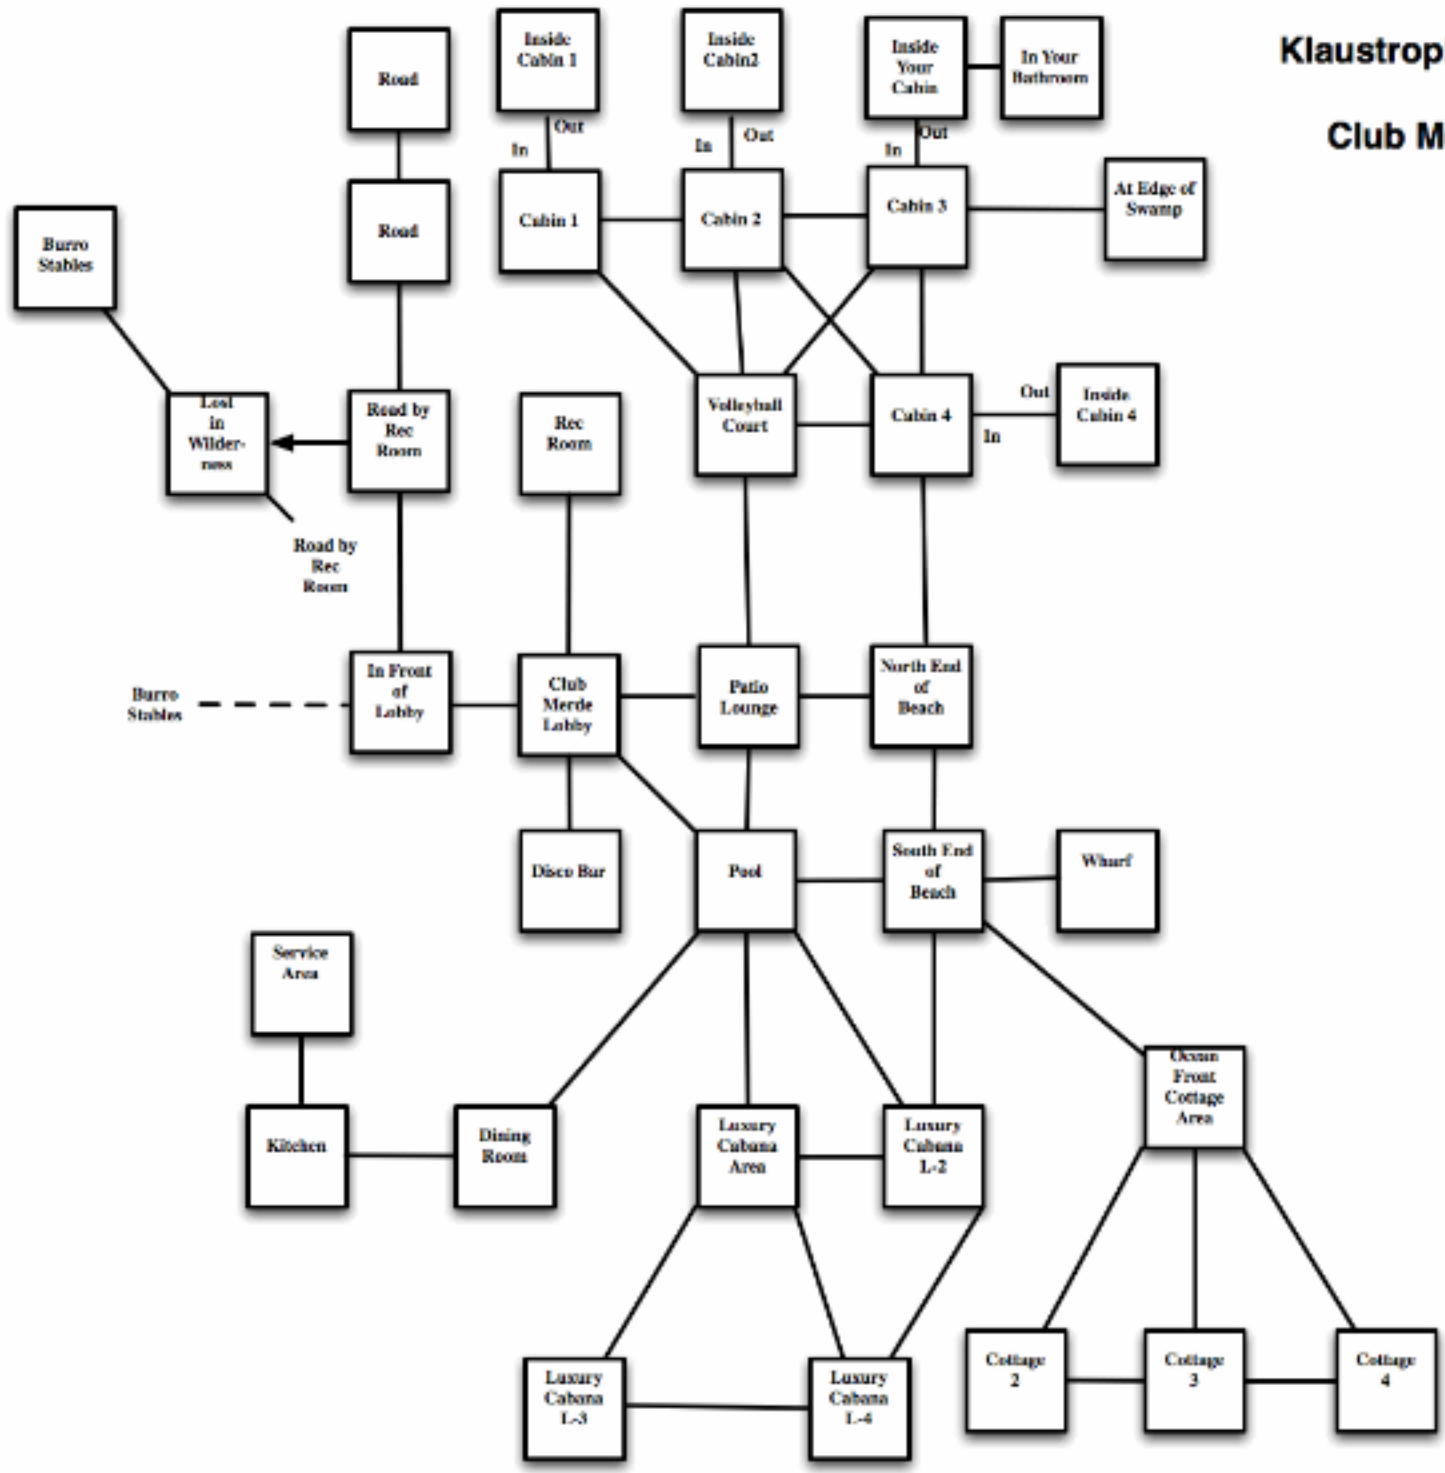 Klaustrop
Club M
Inside
Cabin 1
Inside
Cabin2
Inside
Your
Cabin
In Your
Bathroom
Road
Out
In
Out
In
Out
In
Road
Cabin 1
Cabin 2
Cabin 3
At Edge of
Swamp
Burro
Stables
Lost
in
Wilder-
ness
Road by
Rec
Room
Rec
Room
Volleyball
Court
Cabin 4
Out
In
Inside
Cabin 4
Road by
Rec
Room
Burro
Stables
In Front
of
Lobby
Club
Merde
Lobby
Patio
Lounge
North End
of
Beach
Disco Bar
Pool
South End
of
Beach
Wharf
Service
Area
Kitchen
Dining
Room
Luxury
Cabana
Area
Luxury
Cabana
L-2
Ocean
Front
Cottage
Area
Luxury
Cabana
L-3
Luxury
Cabana
L-4
Cottage
2
Cottage
3
Cottage
4